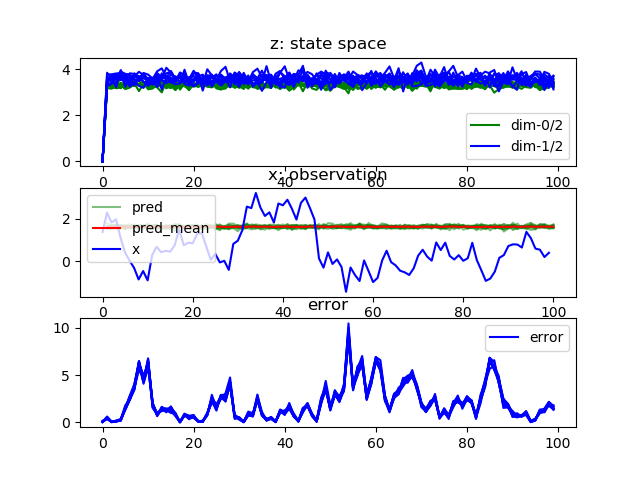 z: state space
4
2
0
dim-0/2
dim-1/2
0 20 40 60 80 100
x: observation
2
0
pred
pred_mean
x
0 20 40 60 80 100
error
10
5
0
error
0 20 40 60 80 100